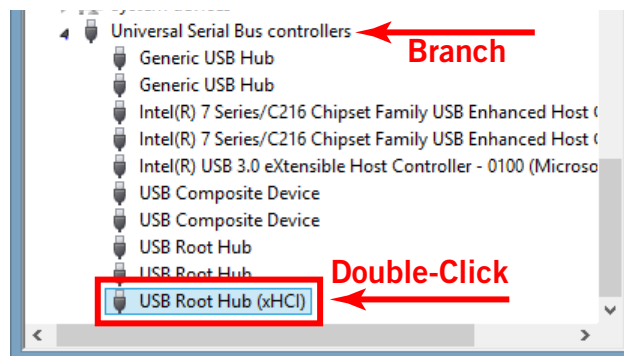 System devices
Universal Serial Bus controllers
Branch
Generic USB Hub
Generic USB Hub
Intel(R) 7 Series/C216 Chipset Family USB Enhanced Host
Intel(R) 7 Series/C216 Chipset Family USB Enhanced Host
Intel(R) USB 3.0 eXtensible Host Controller - 0100 (Microso
USB Composite Device
USB Composite Device
USB Root Hub
USB Root Hub
Double-Click
USB Root Hub (xHCI)